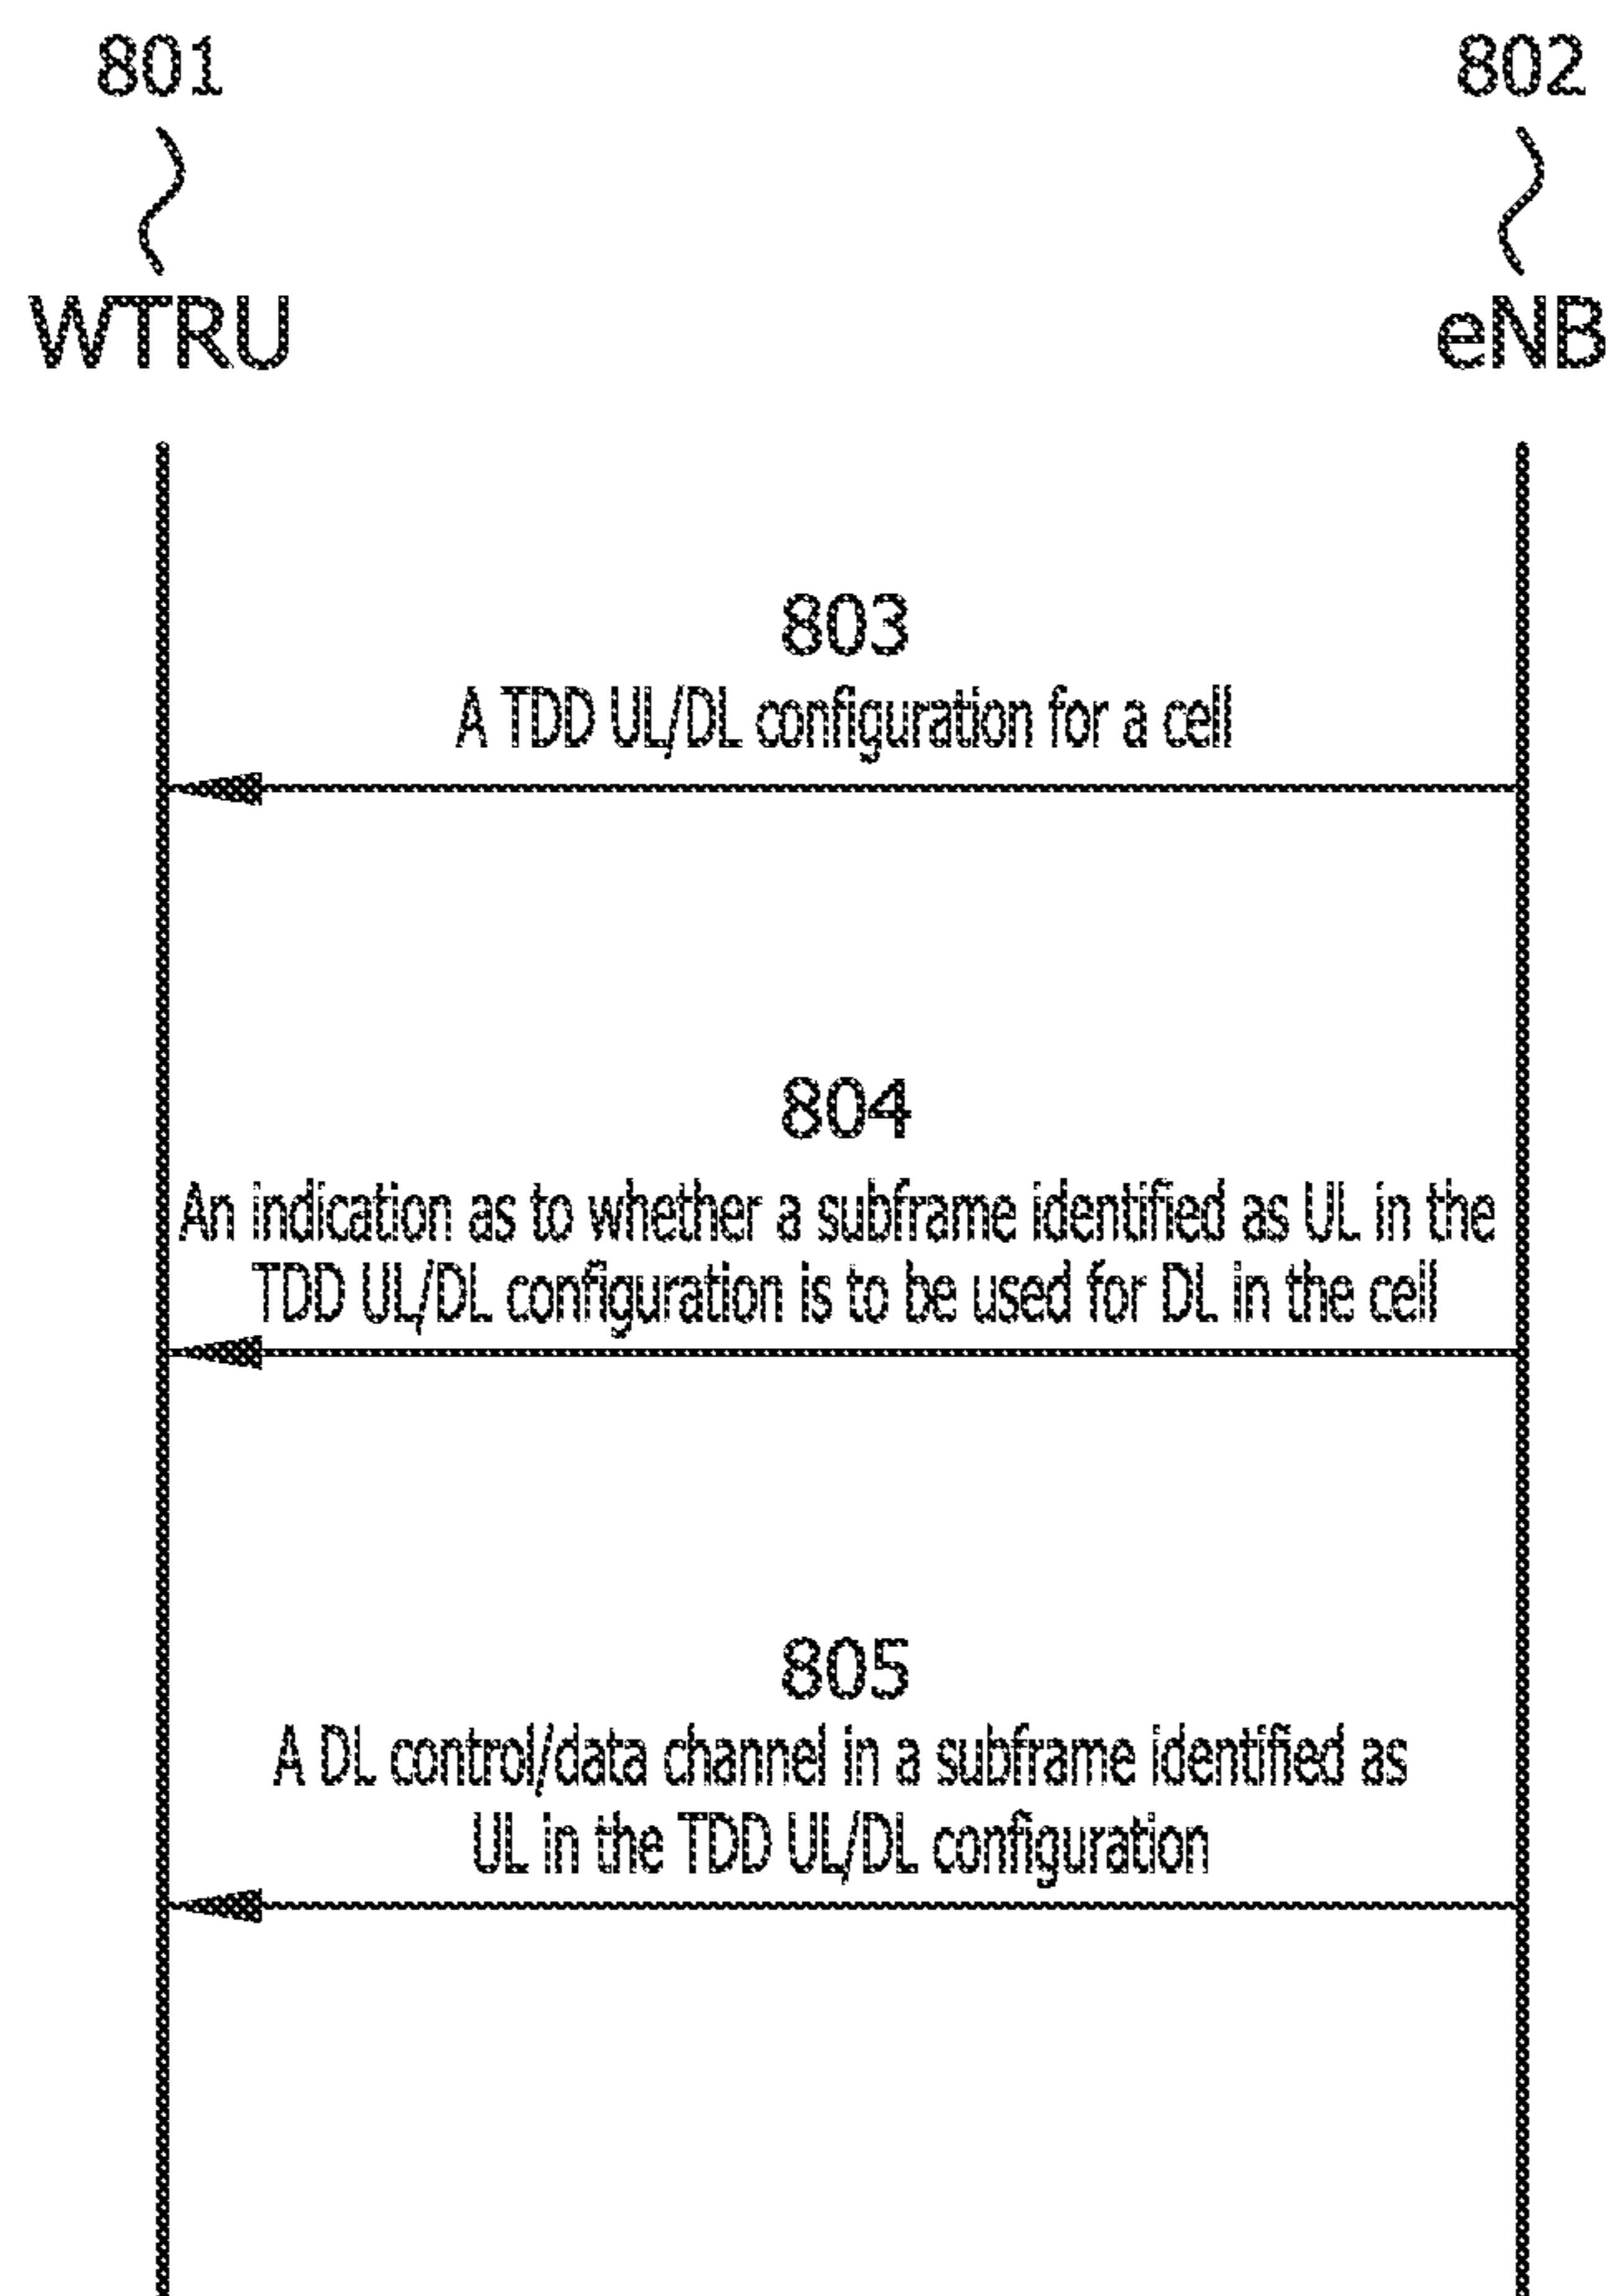 801
802
WTRU
eNB
803
A TDD UL/DL configuration for a cell
804
An indication as to whether a subframe identified as UL in the
TDD UL/DL configuration is to be used for DL in the cell
805
A DL control/data channel in a subframe identified as
UL in the TDD UL/DL configuration